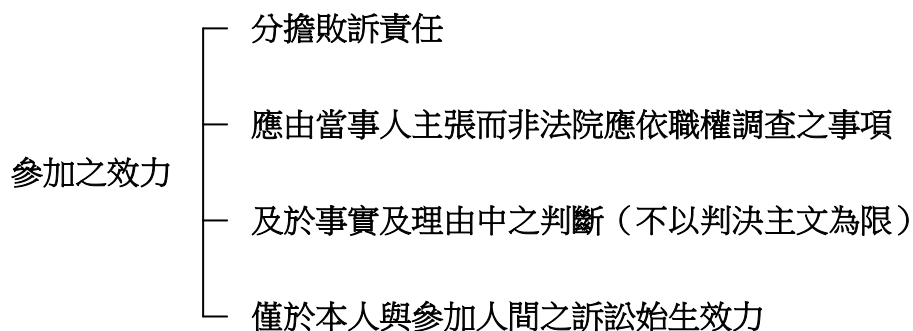 分擔敗訴責任
應由當事人主張而非法院應依職權調查之事項
參加之效力
及於事實及理由中之判斷（不以判決主文為限）
僅於本人與參加人間之訴訟始生效力